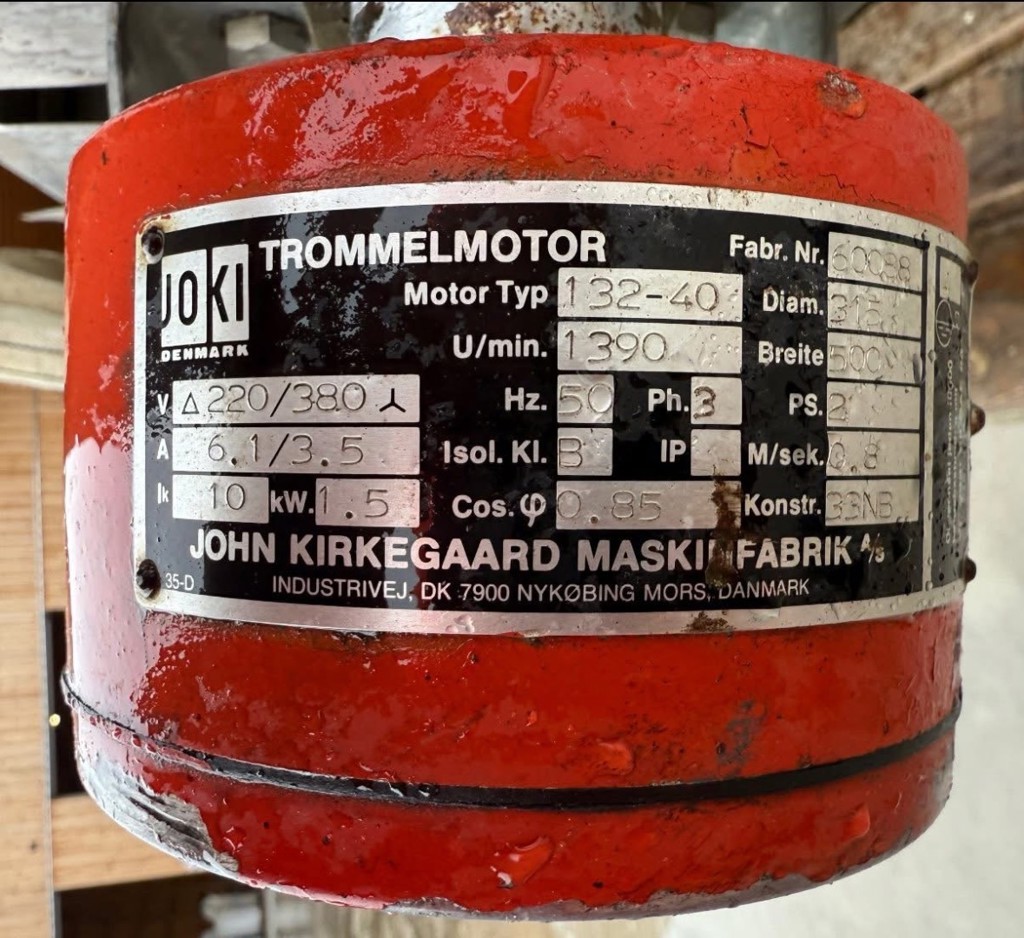 JOKI
DENMARK
TROMMELMOTOR
Motor Typ 132-40
U/min. 1390
V △ 220/380 ⅄
A 6.1/3.5
Ik 10 kW. 1.5
Hz. 50 Ph. 3
Isol. Kl. B IP
Cos. φ 0.85
Fabr. Nr.
Diam. 315
Breite 500
PS. 2
M/sek. 0.8
Konstr. 33NB
JOHN KIRKEGAARD MASKINFABRIK A/S
35-D
INDUSTRIVEJ, DK 7900 NYKØBING MORS, DANMARK